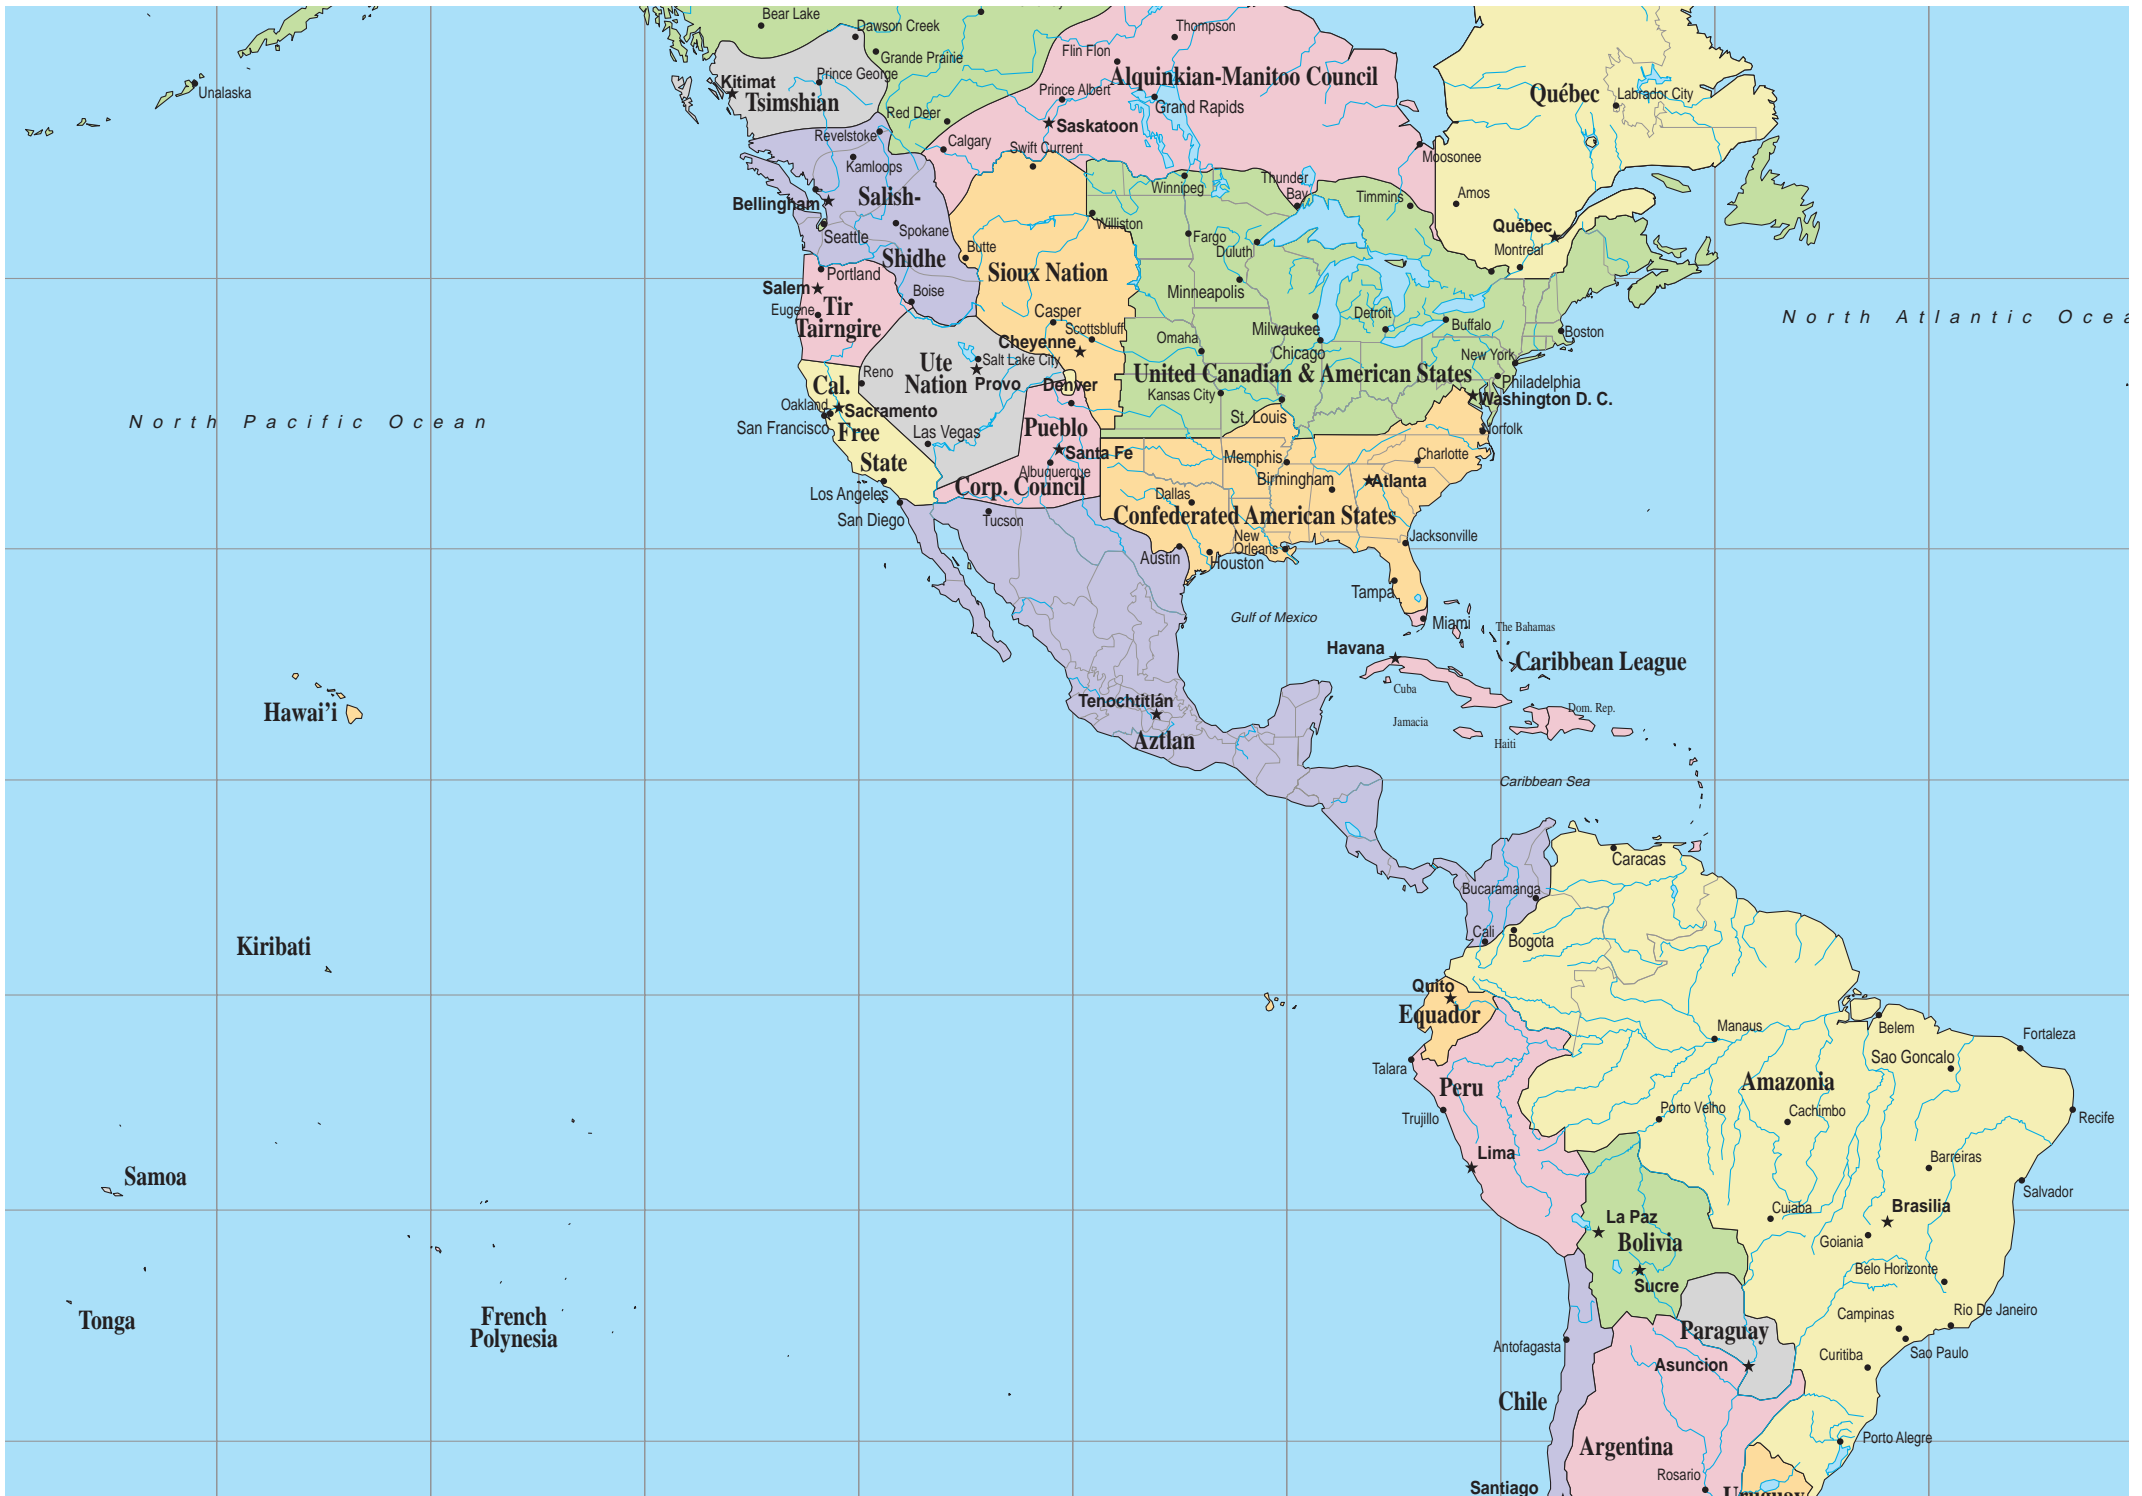 Bear Lake
Dawson Creek
Grande Prairie
Thompson
Flin Flon
Unalaska
Kitimat
Prince George
Tsimshian
Alquinkian-Manitoo Council
Prince Albert
Grand Rapids
Québec
Labrador City
Red Deer
Saskatoon
Revelstoke
Calgary
Swift Current
Kamloops
Moosonee
Winnipeg
Thunder
Bay
Timmins
Amos
Bellingham
Salish-
Shidhe
Seattle
Spokane
Williston
Québec
Montreal
Butte
Fargo
Duluth
Sioux Nation
Portland
Salem
Eugene
Tir
Tairngire
Boise
Minneapolis
Casper
Scottsbluff
Cheyenne
Milwaukee
Detroit
Buffalo
Boston
Omaha
Chicago
New York
North Atlantic Ocea
Ute
Nation
Salt Lake City
Provo
Reno
Denver
United Canadian & American States
Philadelphia
Washington D. C.
Kansas City
St. Louis
Norfolk
Cal.
Free
State
Oakland
Sacramento
San Francisco
North Pacific Ocean
Las Vegas
Pueblo
Corp. Council
Santa Fe
Albuquerque
Memphis
Charlotte
Birmingham
Atlanta
Los Angeles
San Diego
Tucson
Dallas
Confederated American States
New
Orleans
Jacksonville
Austin
Houston
Tampa
Gulf of Mexico
Miami
The Bahamas
Havana
Caribbean League
Cuba
Jamacia
Dom. Rep.
Haiti
Hawai'i
Tenochtitlán
Aztlan
Caribbean Sea
Caracas
Bucaramanga
Cali
Bogota
Kiribati
Quito
Equador
Manaus
Belem
Fortaleza
Sao Goncalo
Talara
Peru
Amazonia
Trujillo
Porto Velho
Cachimbo
Recife
Lima
Barreiras
Samoa
Salvador
La Paz
Bolivia
Sucre
Cuiaba
Brasilia
Goiania
Belo Horizonte
Tonga
French
Polynesia
Campinas
Rio De Janeiro
Paraguay
Antofagasta
Asuncion
Curitiba
Sao Paulo
Chile
Argentina
Porto Alegre
Rosario
Santiago
Uruguay